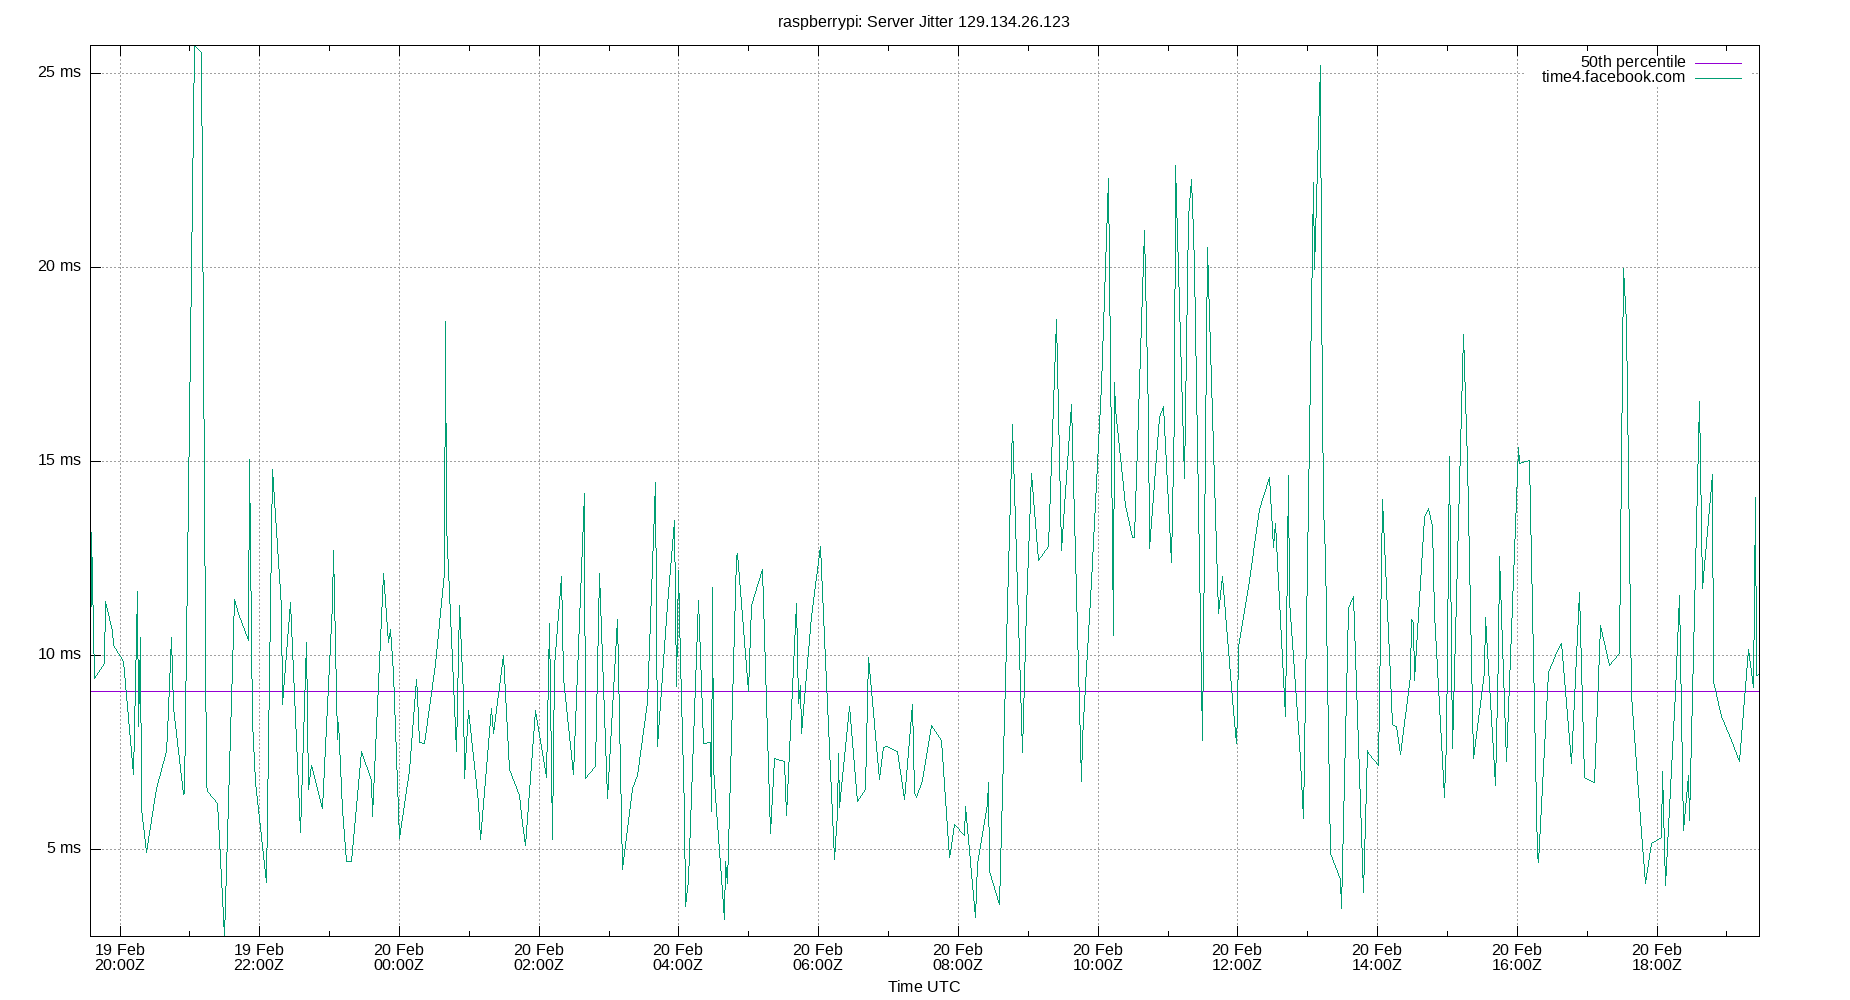 raspberrypi: Server Jitter 129.134.26.123
25 ms
20 ms
15 ms
10 ms
5 ms
50th percentile
time4.facebook.com
19 Feb 20:00Z
19 Feb 22:00Z
20 Feb 00:00Z
20 Feb 02:00Z
20 Feb 04:00Z
20 Feb 06:00Z
20 Feb 08:00Z
20 Feb 10:00Z
20 Feb 12:00Z
20 Feb 14:00Z
20 Feb 16:00Z
20 Feb 18:00Z
Time UTC